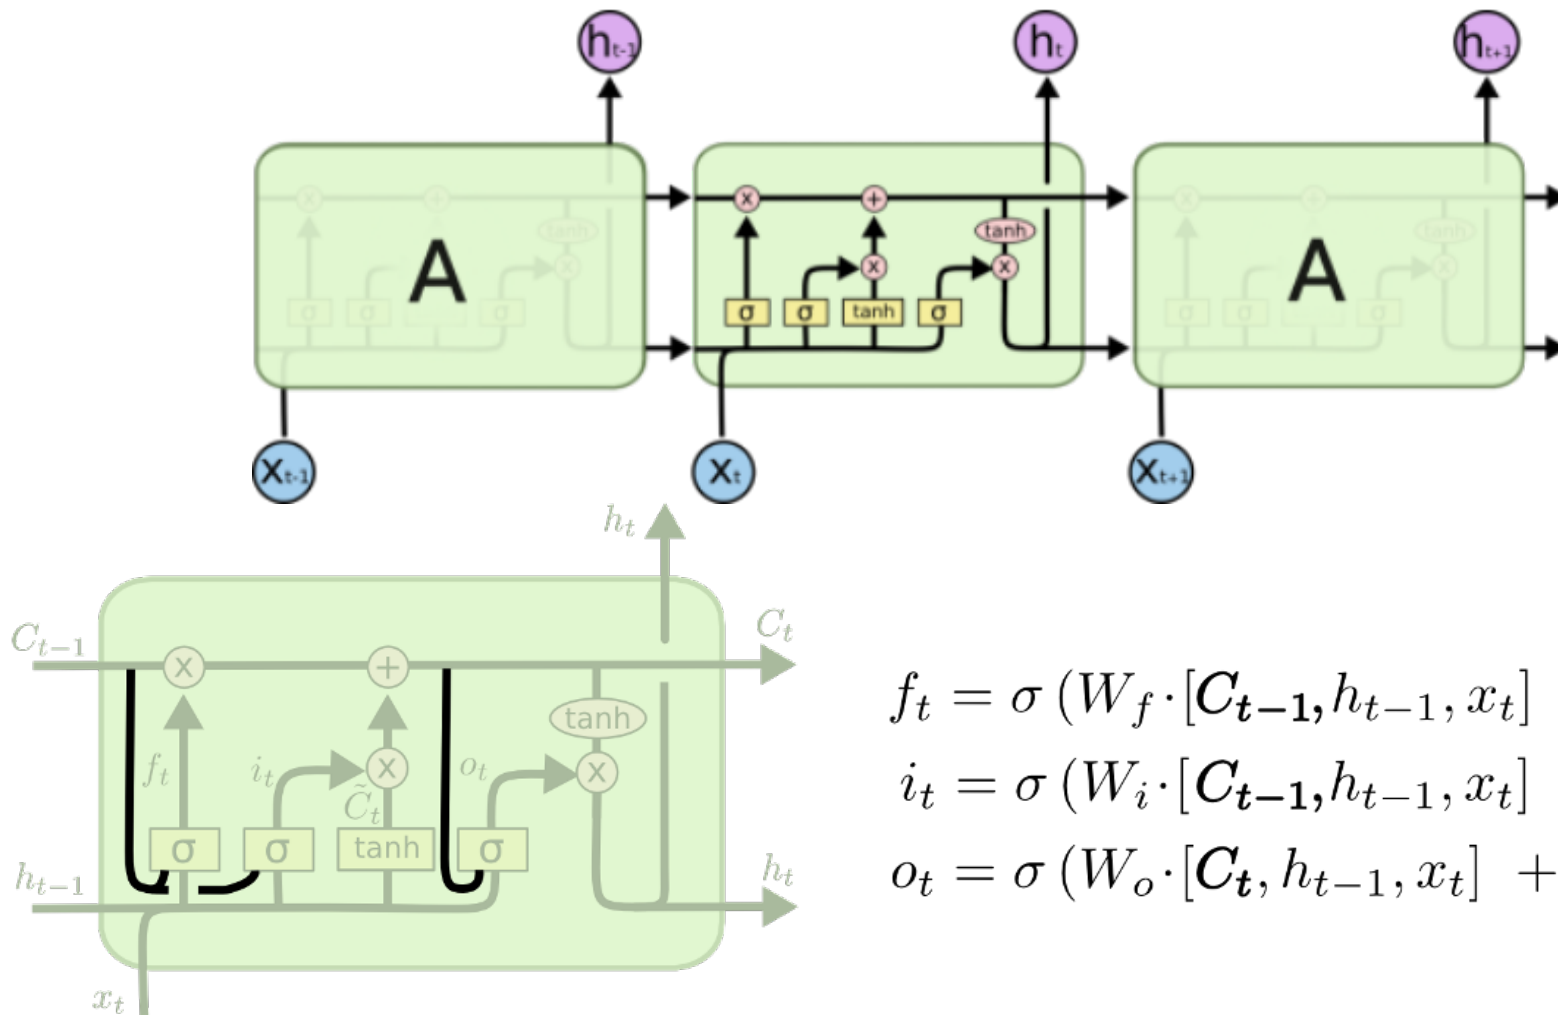 h_{t-1} h_t h_{t+1}
x + tanh
A x x A
σ σ tanh σ
X_{t-1} X_t X_{t+1}
h_t
C_{t-1} C_t
x +
tanh
f_t i_t x o_t x
C̃_t
σ σ tanh σ
h_{t-1} h_t
x_t
f_t = σ (W_f · [C_{t-1}, h_{t-1}, x_t]
i_t = σ (W_i · [C_{t-1}, h_{t-1}, x_t]
o_t = σ (W_o · [C_t, h_{t-1}, x_t] +